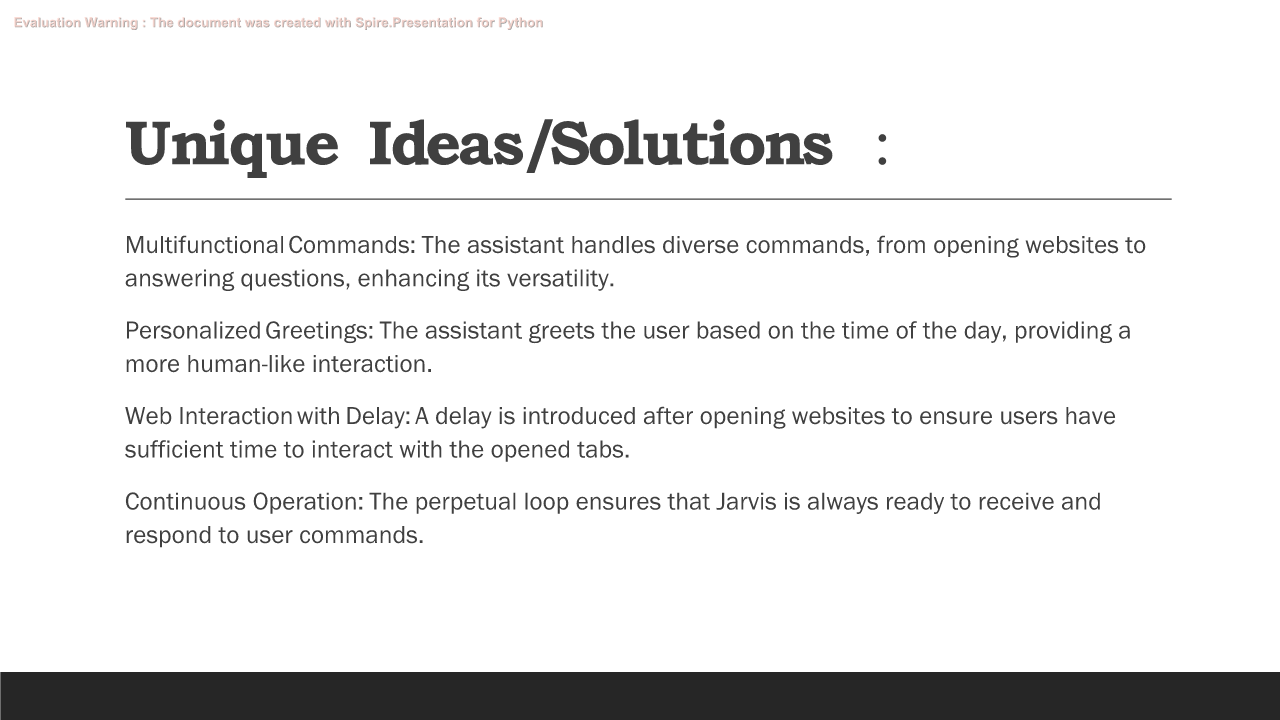 Evaluation Warning : The document was created with Spire.Presentation for Python
Unique Ideas/Solutions :
Multifunctional Commands: The assistant handles diverse commands, from opening websites to
answering questions, enhancing its versatility.
Personalized Greetings: The assistant greets the user based on the time of the day, providing a
more human-like interaction.
Web Interaction with Delay: A delay is introduced after opening websites to ensure users have
sufficient time to interact with the opened tabs.
Continuous Operation: The perpetual loop ensures that Jarvis is always ready to receive and
respond to user commands.